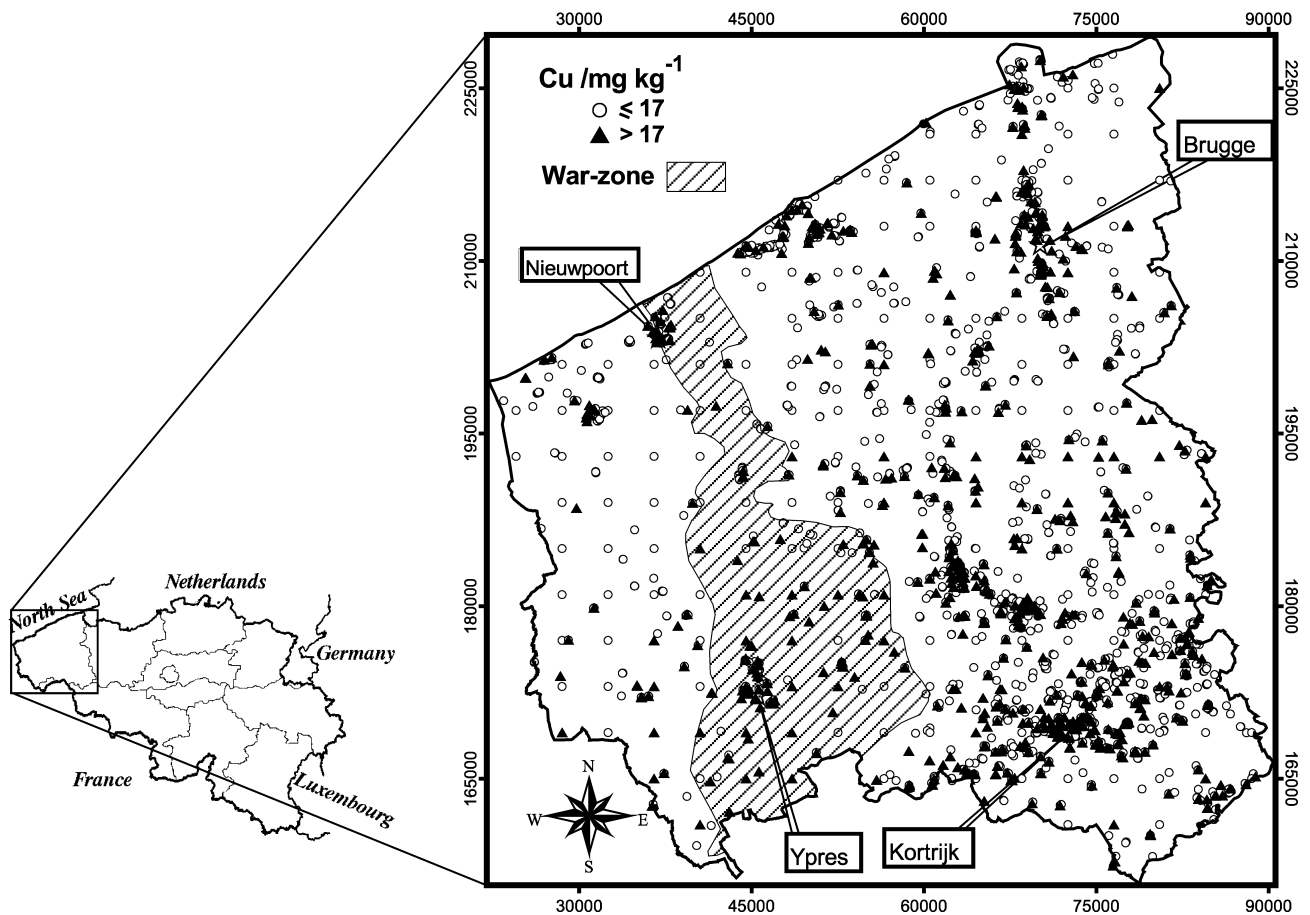 30000 45000 60000 75000 90000
Cu /mg kg-1
≤ 17
> 17
War-zone
Brugge
Nieuwpoort
Ypres
Kortrijk
225000
210000
195000
180000
165000
225000
210000
195000
180000
165000
North Sea
Netherlands
Germany
Luxembourg
France
N
W E
S
30000 45000 60000 75000 90000